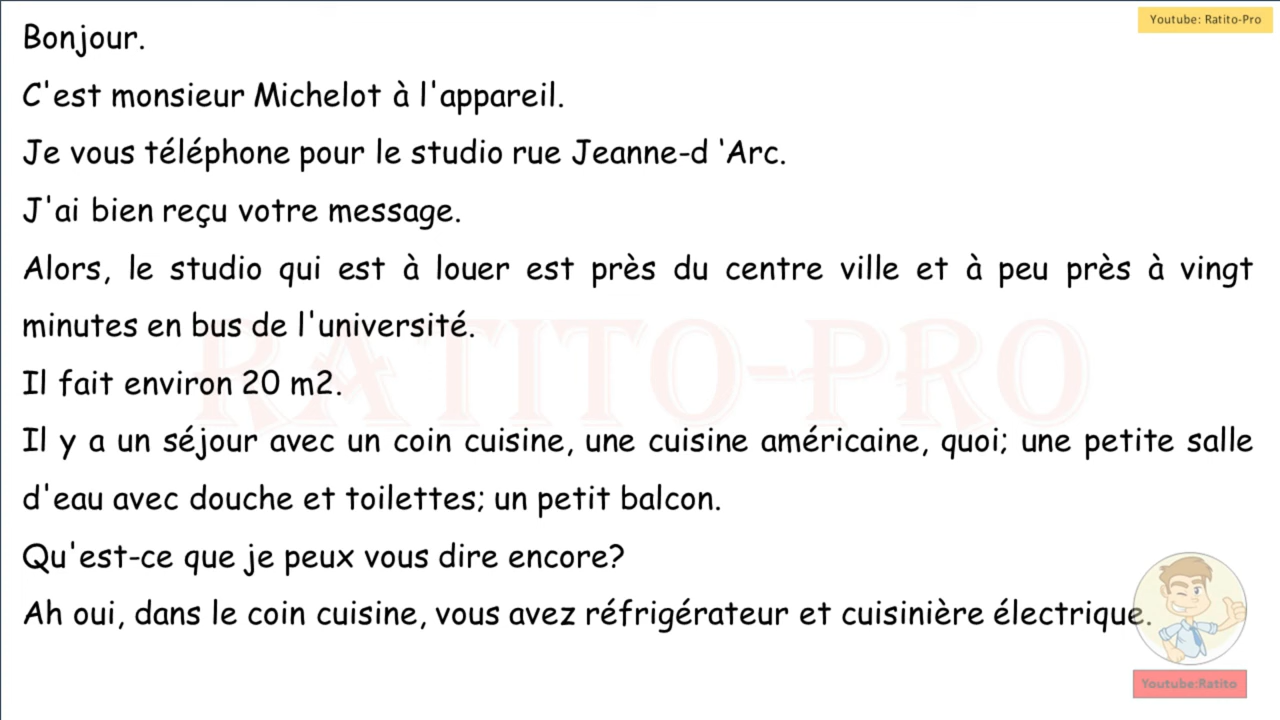 Youtube: Ratito-Pro
Bonjour.
C'est monsieur Michelot à l'appareil.
Je vous téléphone pour le studio rue Jeanne-d ‘Arc.
J'ai bien reçu votre message.
Alors, le studio qui est à louer est près du centre ville et à peu près à vingt
minutes en bus de l'université.
RATITO-PRO
Il fait environ 20 m2.
Il y a un séjour avec un coin cuisine, une cuisine américaine, quoi; une petite salle
d'eau avec douche et toilettes; un petit balcon.
Qu'est-ce que je peux vous dire encore?
Ah oui, dans le coin cuisine, vous avez réfrigérateur et cuisinière électrique.
Youtube:Ratito